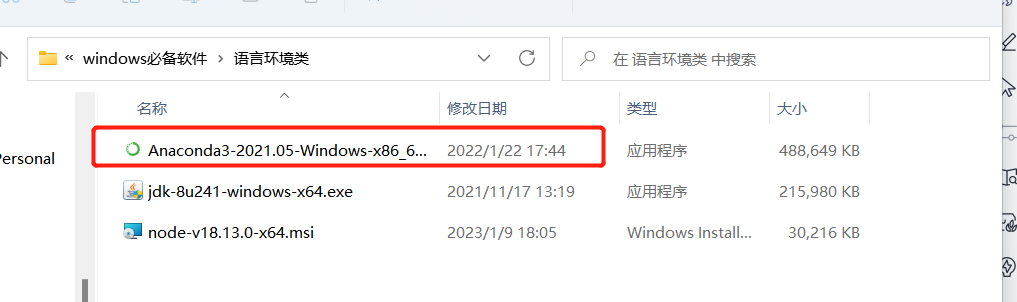 « windows必备软件 › 语言环境类
在 语言环境类 中搜索
名称 修改日期 类型 大小
Personal
Anaconda3-2021.05-Windows-x86_6... 2022/1/22 17:44 应用程序 488,649 KB
jdk-8u241-windows-x64.exe 2021/11/17 13:19 应用程序 215,980 KB
node-v18.13.0-x64.msi 2023/1/9 18:05 Windows Install... 30,216 KB